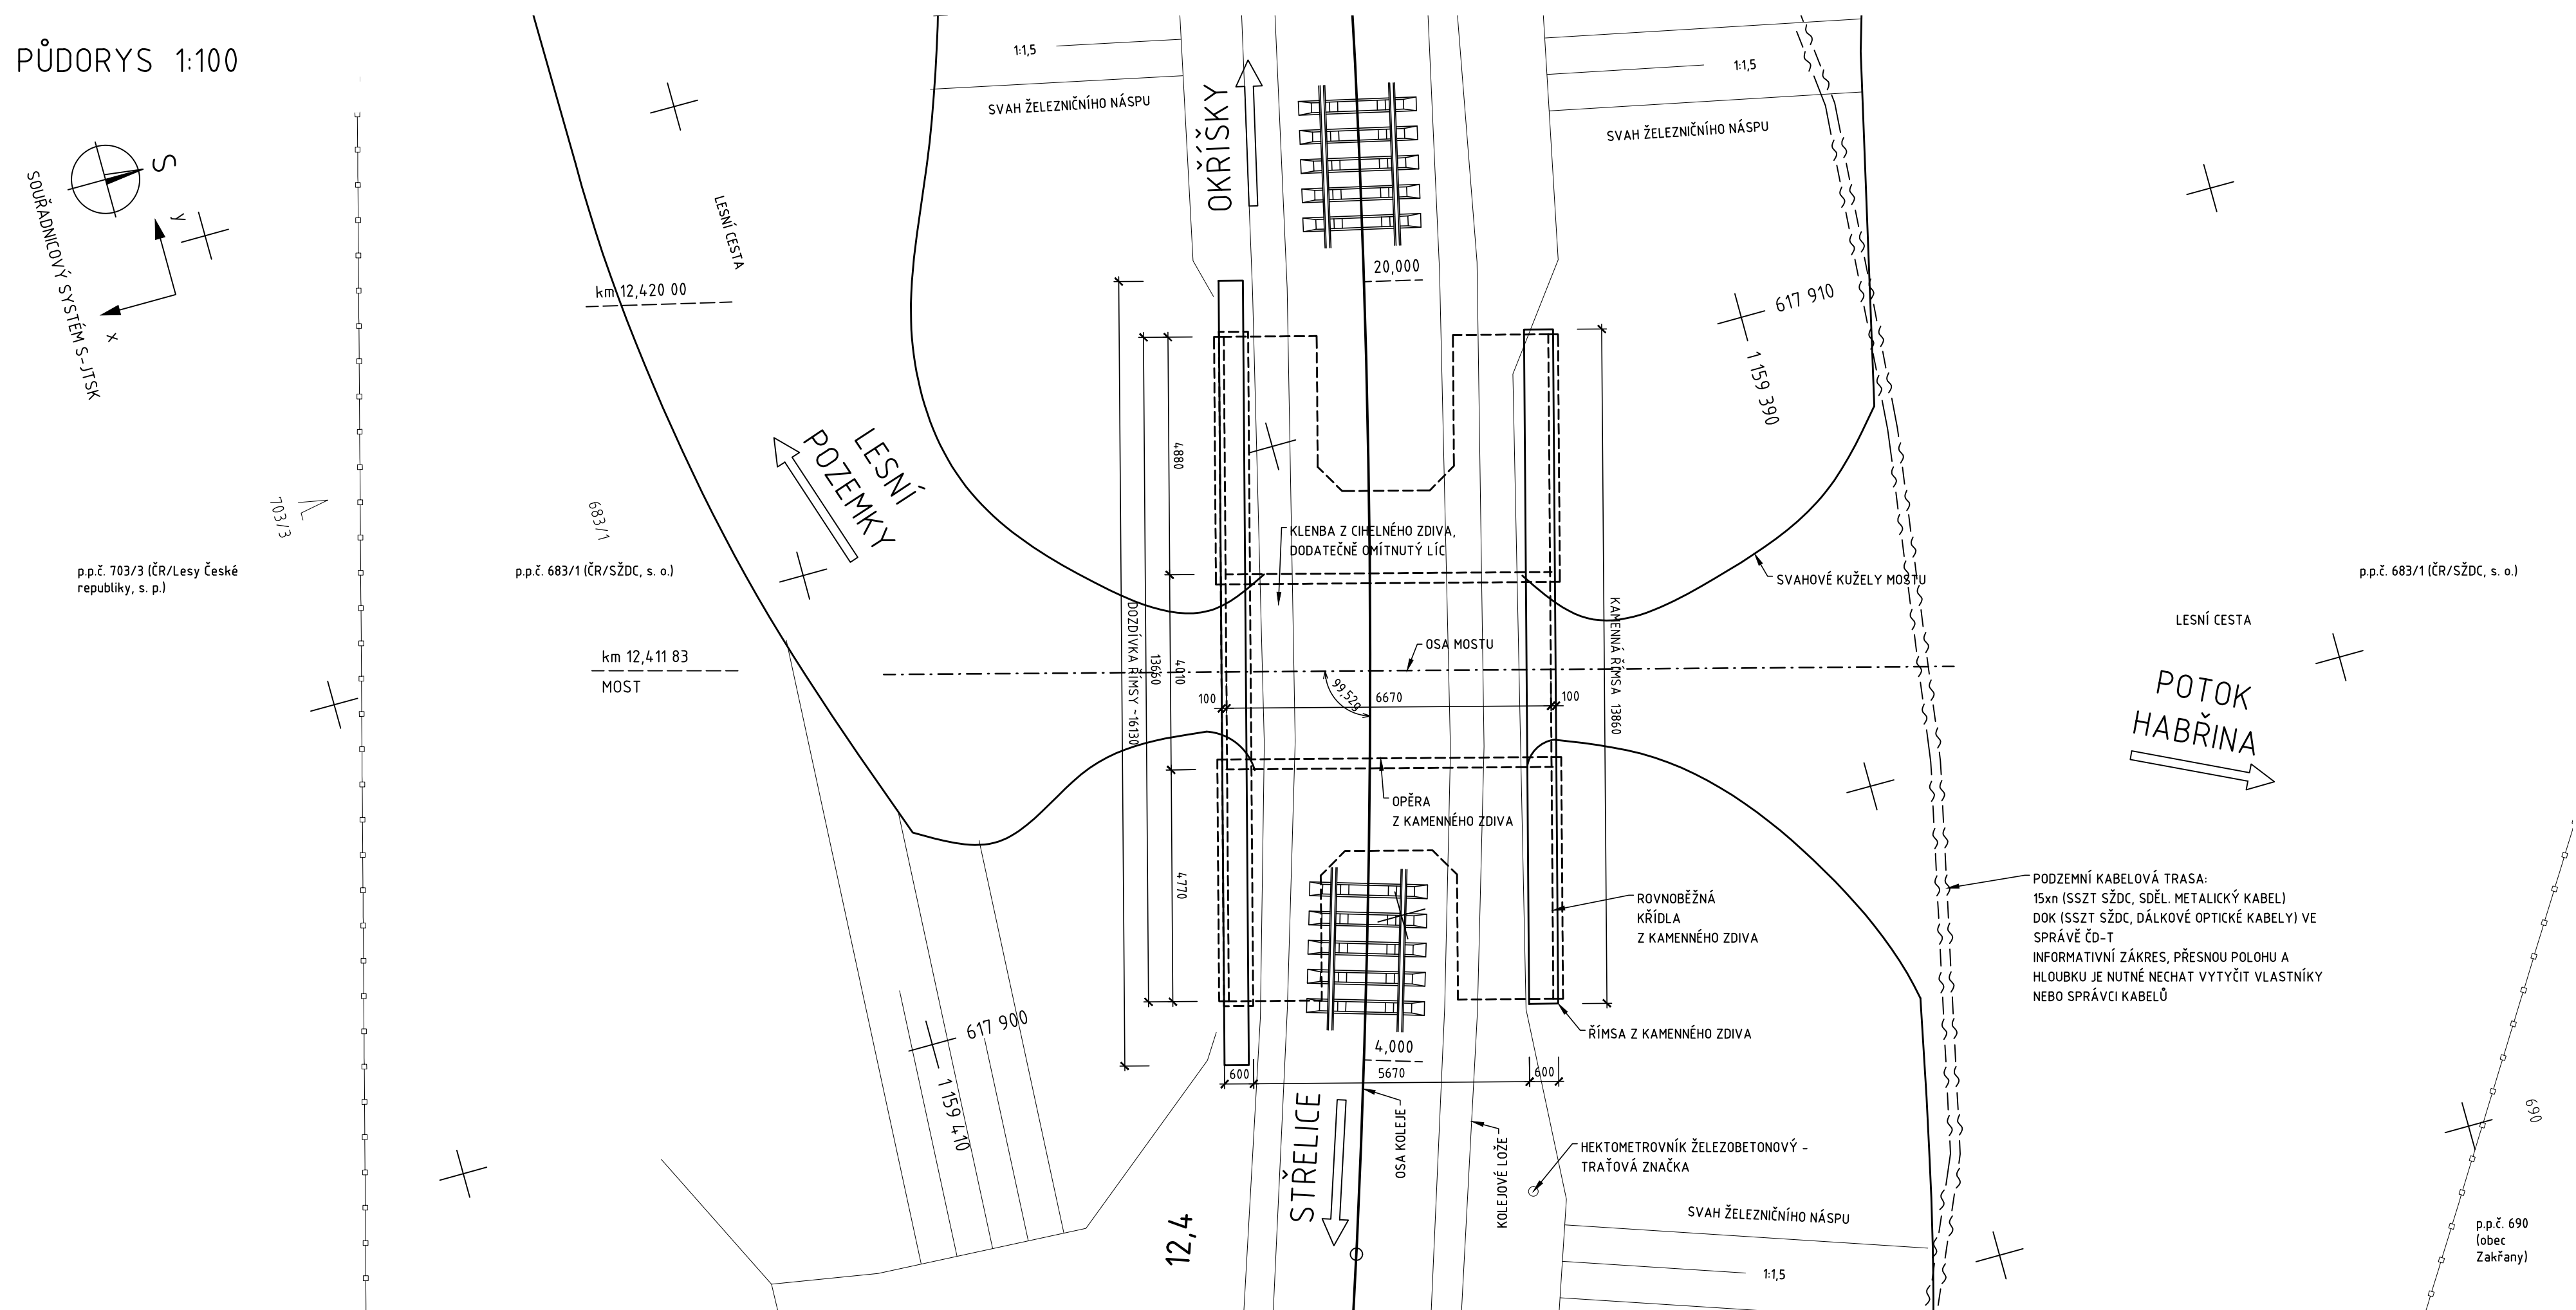 PŮDORYS 1:100
S
y
x
SOUŘADNICOVÝ SYSTÉM S-JTSK
1:1,5
SVAH ŽELEZNIČNÍHO NÁSPU
OKŘÍŠKY
1:1,5
SVAH ŽELEZNIČNÍHO NÁSPU
LESNÍ CESTA
km 12,420 00
20,000
617 910
1 159 390
LESNÍ
POZEMKY
4880
703/3
683/1
KLENBA Z CIHELNÉHO ZDIVA,
DODATEČNĚ OMÍTNUTÝ LÍC
p.p.č. 703/3 (ČR/Lesy České
republiky, s. p.)
p.p.č. 683/1 (ČR/SŽDC, s. o.)
SVAHOVÉ KUŽELY MOSTU
p.p.č. 683/1 (ČR/SŽDC, s. o.)
LESNÍ CESTA
DOZDÍVKA ŘÍMSY ~16130
13660
4010
KAMENNÁ ŘÍMSA 13860
OSA MOSTU
km 12,411 83
MOST
99,52g
100
6670
100
POTOK
HABŘINA
OPĚRA
Z KAMENNÉHO ZDIVA
4770
ROVNOBĚŽNÁ
KŘÍDLA
Z KAMENNÉHO ZDIVA
PODZEMNÍ KABELOVÁ TRASA:
15xn (SSZT SŽDC, SDĚL. METALICKÝ KABEL)
DOK (SSZT SŽDC, DÁLKOVÉ OPTICKÉ KABELY) VE
SPRÁVĚ ČD-T
INFORMATIVNÍ ZÁKRES, PŘESNOU POLOHU A
HLOUBKU JE NUTNÉ NECHAT VYTYČIT VLASTNÍKY
NEBO SPRÁVCI KABELŮ
617 900
1 159 410
ŘÍMSA Z KAMENNÉHO ZDIVA
4,000
600
5670
600
STŘELICE
OSA KOLEJE
KOLEJOVÉ LOŽE
HEKTOMETROVNÍK ŽELEZOBETONOVÝ -
TRAŤOVÁ ZNAČKA
690
12,4
SVAH ŽELEZNIČNÍHO NÁSPU
1:1,5
p.p.č. 690
(obec
Zakřany)